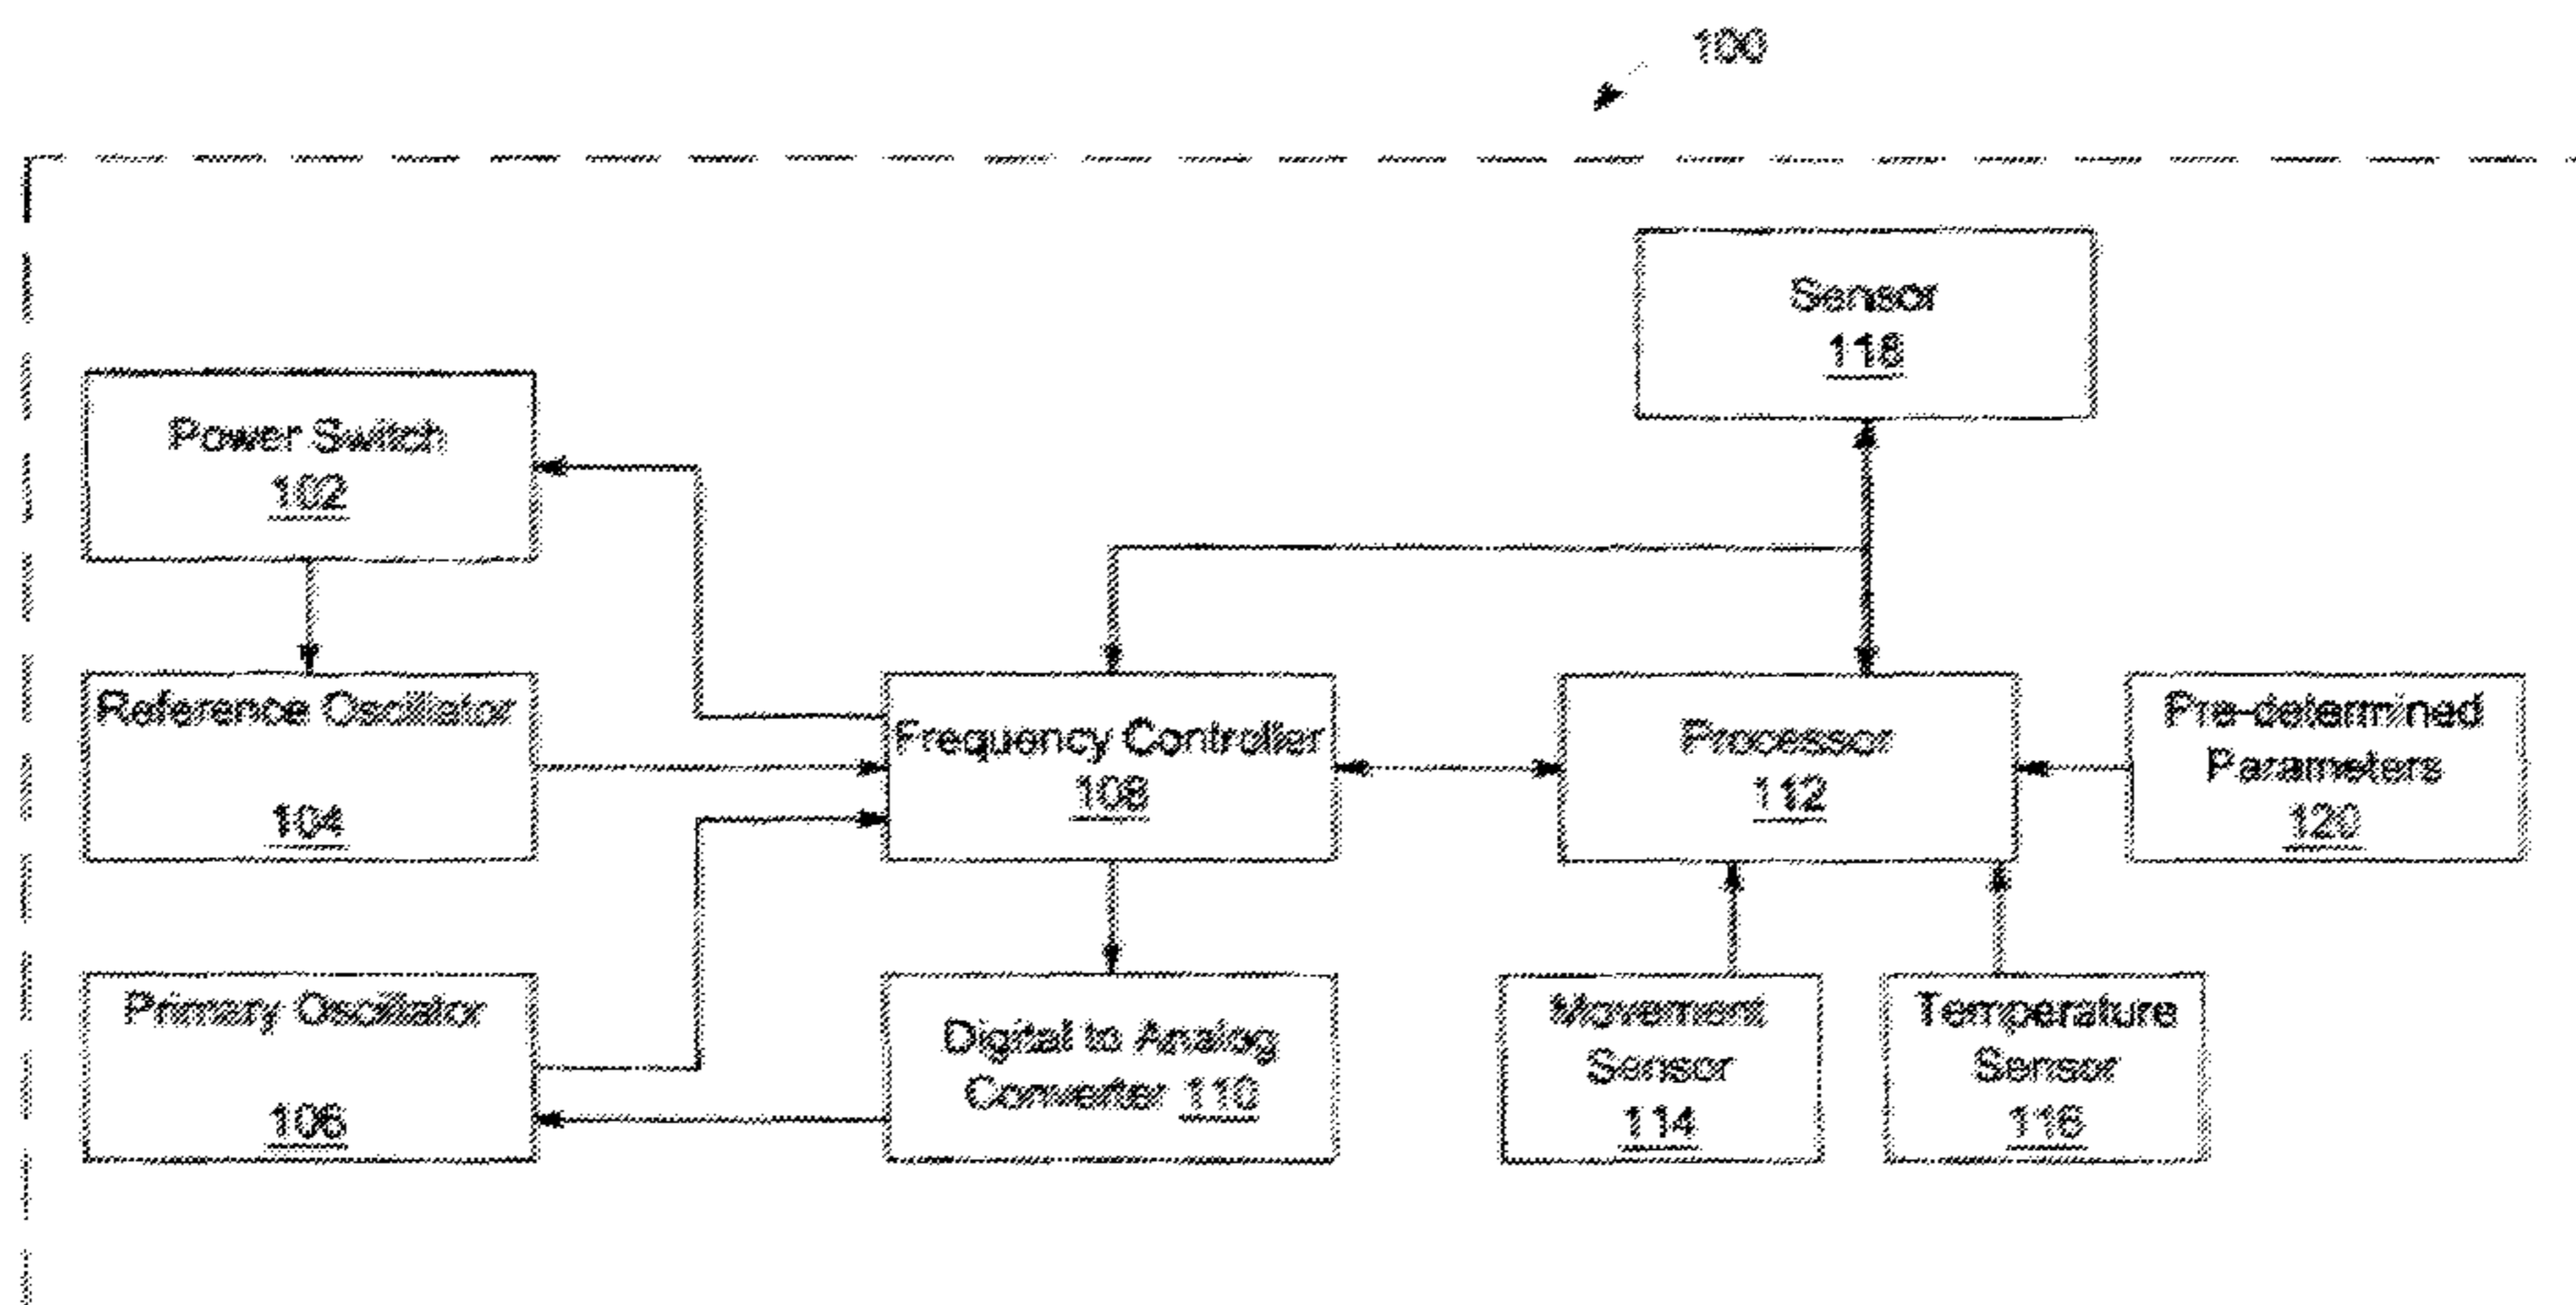 100
Sensor
118
Power Switch
102
Reference Oscillator
104
Frequency Controller
108
Processor
112
Pre-determined
Parameters
120
Primary Oscillator
106
Digital to Analog
Converter 110
Movement
Sensor
114
Temperature
Sensor
116